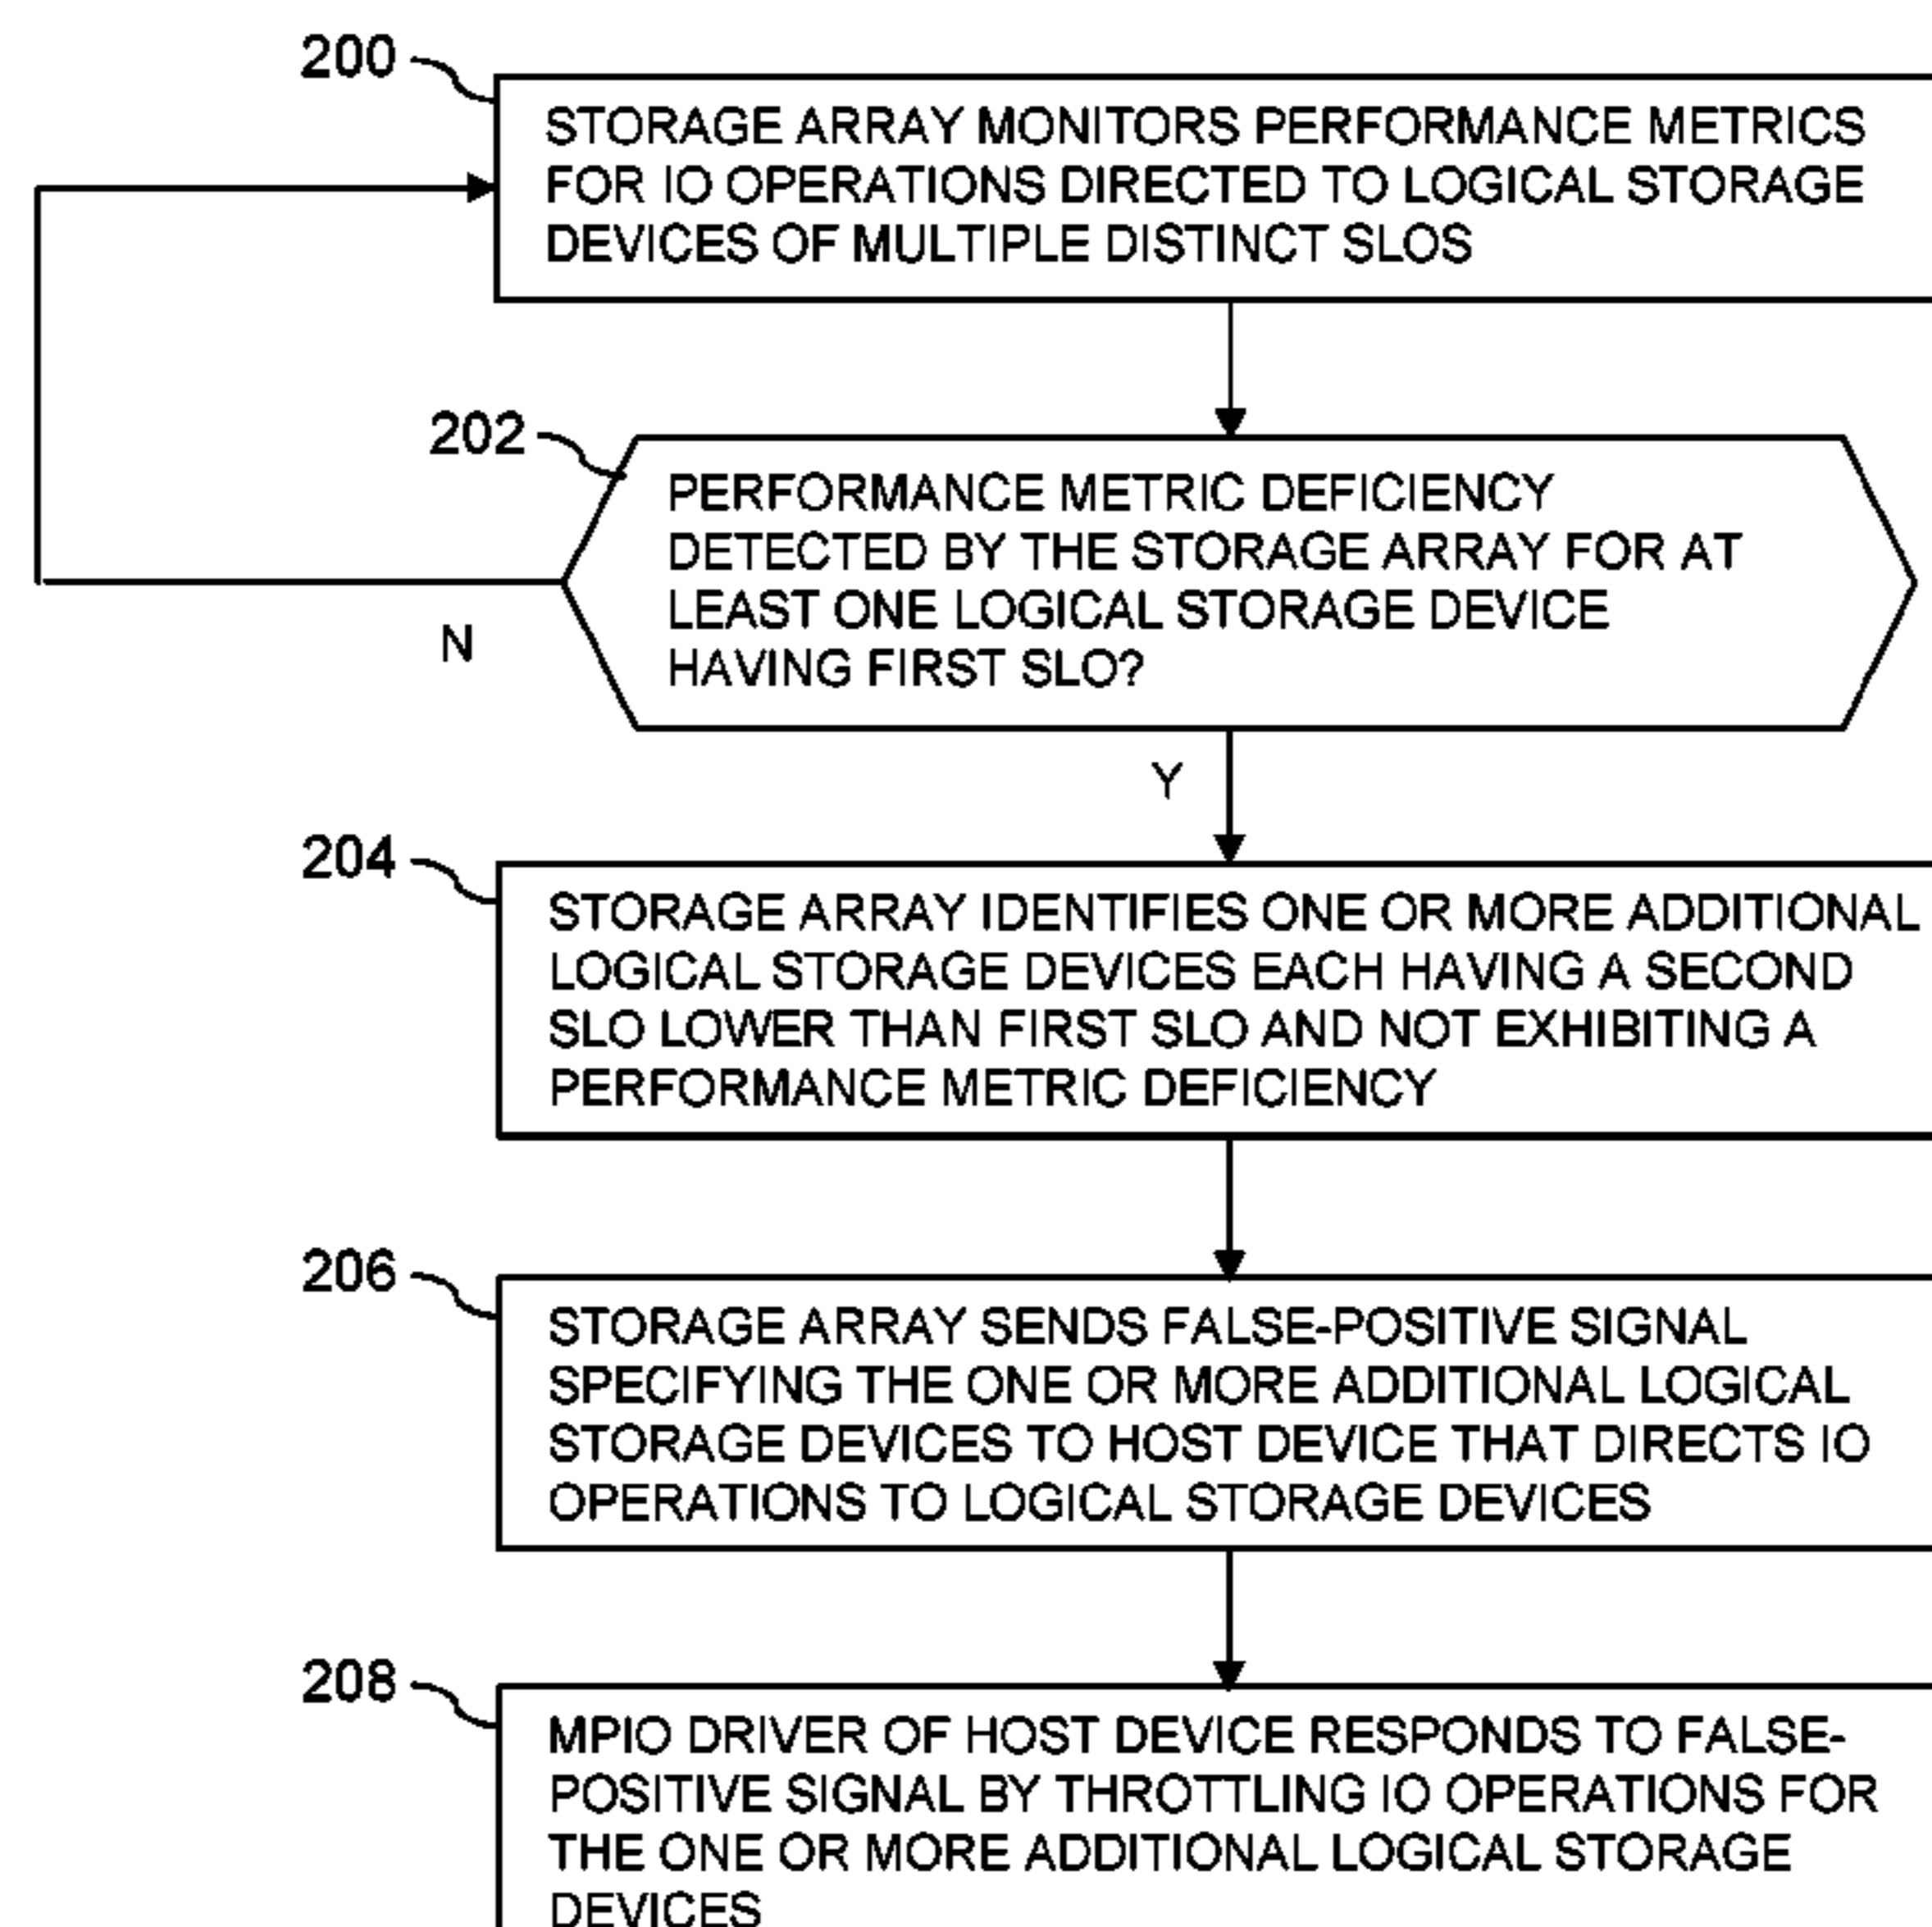 200
STORAGE ARRAY MONITORS PERFORMANCE METRICS
FOR IO OPERATIONS DIRECTED TO LOGICAL STORAGE
DEVICES OF MULTIPLE DISTINCT SLOS
202
PERFORMANCE METRIC DEFICIENCY
DETECTED BY THE STORAGE ARRAY FOR AT
LEAST ONE LOGICAL STORAGE DEVICE
HAVING FIRST SLO?
N
Y
204
STORAGE ARRAY IDENTIFIES ONE OR MORE ADDITIONAL
LOGICAL STORAGE DEVICES EACH HAVING A SECOND
SLO LOWER THAN FIRST SLO AND NOT EXHIBITING A
PERFORMANCE METRIC DEFICIENCY
206
STORAGE ARRAY SENDS FALSE-POSITIVE SIGNAL
SPECIFYING THE ONE OR MORE ADDITIONAL LOGICAL
STORAGE DEVICES TO HOST DEVICE THAT DIRECTS IO
OPERATIONS TO LOGICAL STORAGE DEVICES
208
MPIO DRIVER OF HOST DEVICE RESPONDS TO FALSE-
POSITIVE SIGNAL BY THROTTLING IO OPERATIONS FOR
THE ONE OR MORE ADDITIONAL LOGICAL STORAGE
DEVICES